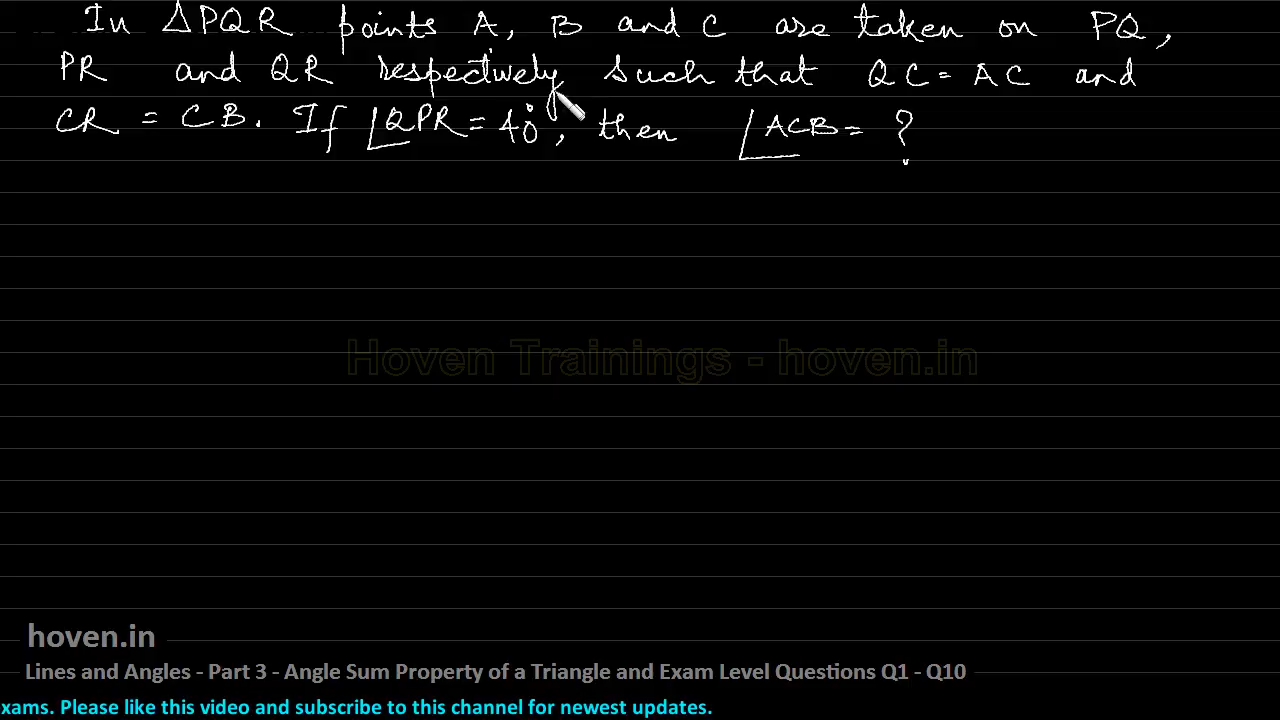 In △PQR points A, B and C are taken on PQ,
PR and QR respectively such that QC = AC and
CR = CB. If ∠QPR = 40°, then ∠ACB = ?
Hoven Trainings - hoven.in
hoven.in
Lines and Angles - Part 3 - Angle Sum Property of a Triangle and Exam Level Questions Q1 - Q10
xams. Please like this video and subscribe to this channel for newest updates.